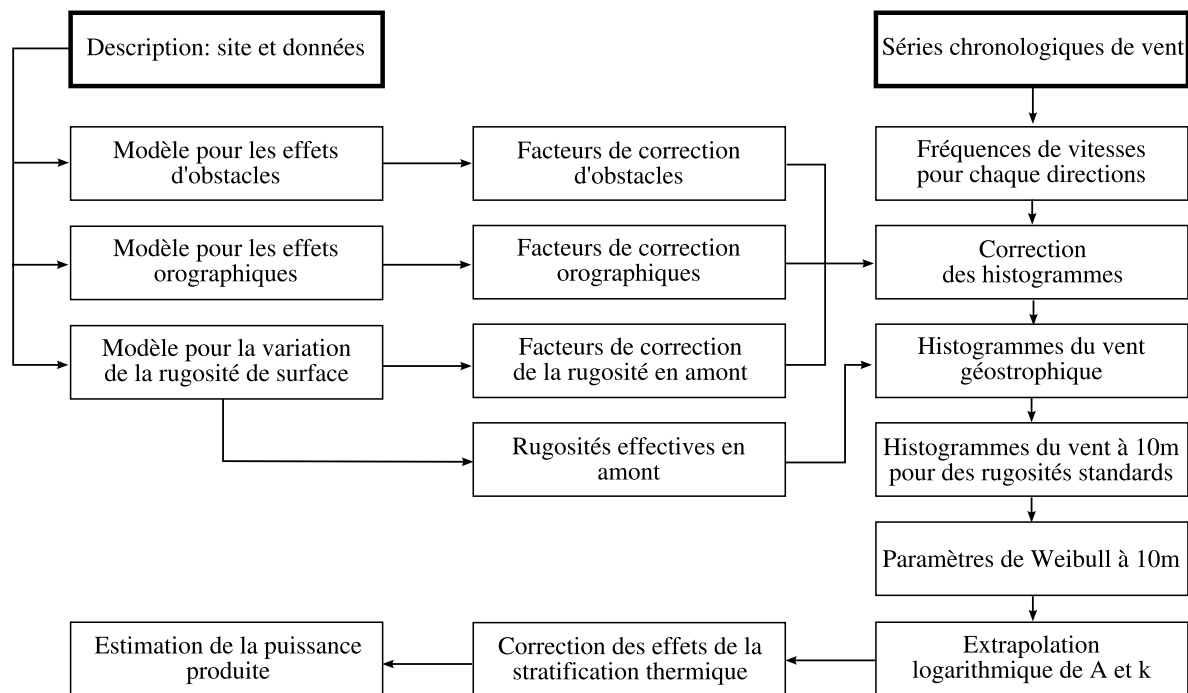 Description: site et données
Séries chronologiques de vent
Modèle pour les effets
d'obstacles
Facteurs de correction
d'obstacles
Fréquences de vitesses
pour chaque directions
Modèle pour les effets
orographiques
Facteurs de correction
orographiques
Correction
des histogrammes
Modèle pour la variation
de la rugosité de surface
Facteurs de correction
de la rugosité en amont
Histogrammes du vent
géostrophique
Rugosités effectives en
amont
Histogrammes du vent à 10m
pour des rugosités standards
Paramètres de Weibull à 10m
Estimation de la puissance
produite
Correction des effets de la
stratification thermique
Extrapolation
logarithmique de A et k